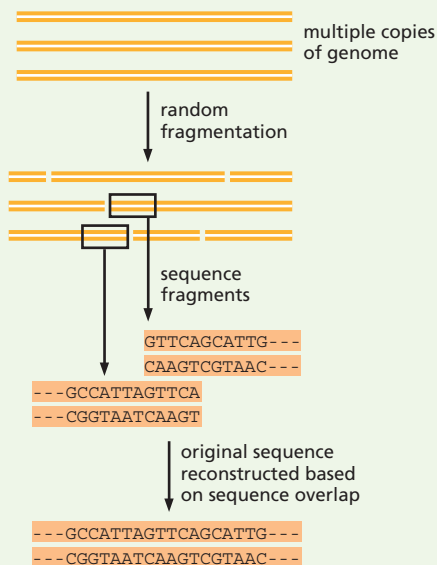 multiple copies
of genome
random
fragmentation
sequence
fragments
GTTCAGCATTG---
CAAGTCGTAAC---
---GCCATTAGTTCA
---CGGTAATCAAGT
original sequence
reconstructed based
on sequence overlap
---GCCATTAGTTCAGCATTG---
---CGGTAATCAAGTCGTAAC---